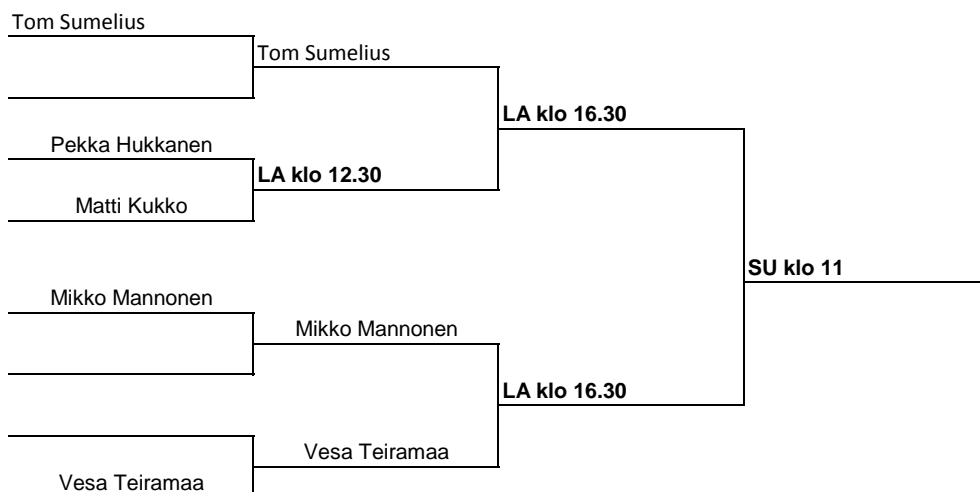 Tom Sumelius
Tom Sumelius
LA klo 16.30
Pekka Hukkanen
LA klo 12.30
Matti Kukko
SU klo 11
Mikko Mannonen
Mikko Mannonen
LA klo 16.30
Vesa Teiramaa
Vesa Teiramaa